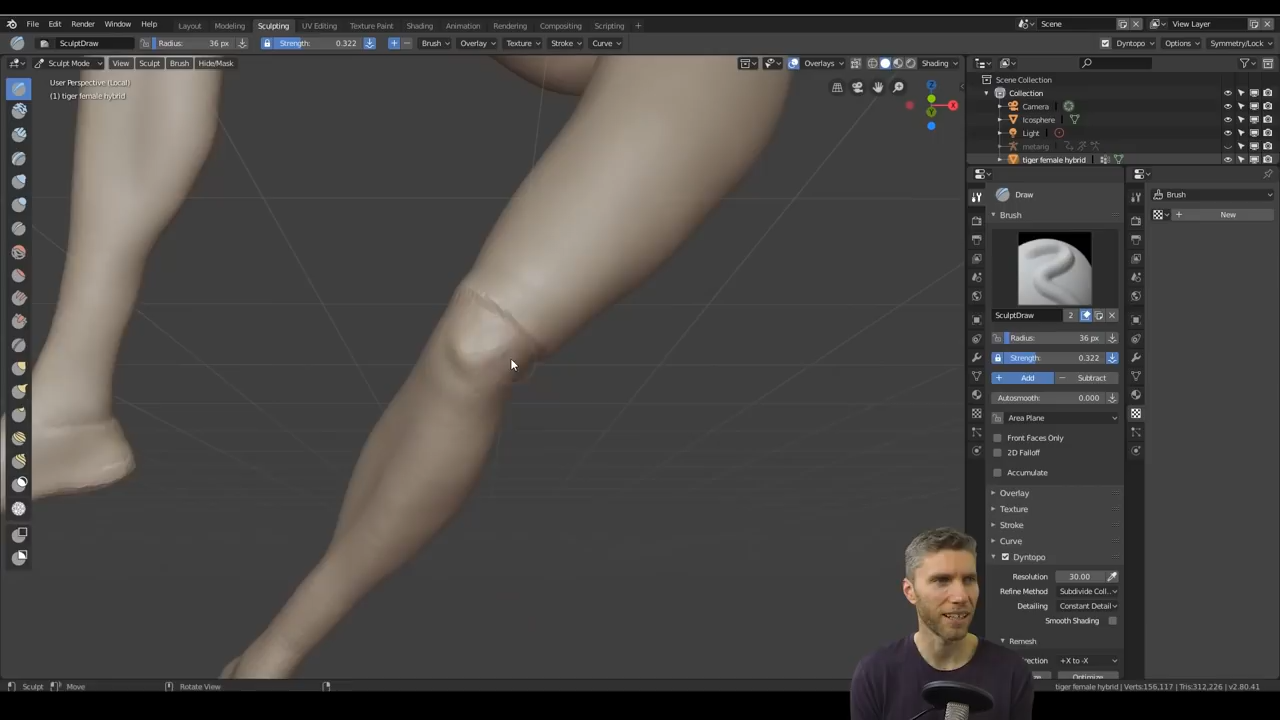 File Edit Render Window Help Layout Modeling Sculpting UV Editing Texture Paint Shading Animation Rendering Compositing Scripting + Scene View Layer
SculptDraw Radius: 36 px Strength: 0.322 + − Brush Overlay Texture Stroke Curve Dyntopo Options Symmetry/Lock
Sculpt Mode View Sculpt Brush Hide/Mask Overlays Shading
User Perspective (Local)
(1) tiger female hybrid
Z
X
Y
Scene Collection
Collection
Camera
Icosphere
Light
metarig
tiger female hybrid
Draw
Brush
SculptDraw 2
Radius: 36 px
Strength: 0.322
+ Add − Subtract
Autosmooth: 0.000
Area Plane
Front Faces Only
2D Falloff
Accumulate
Overlay
Texture
Stroke
Curve
Dyntopo
Resolution 30.00
Refine Method Subdivide Coll..
Detailing Constant Detail
Smooth Shading
Remesh
+X to -X
Optimize
Brush
+ New
Sculpt Move Rotate View tiger female hybrid | Verts:156,117 | Tris:312,226 | v2.80.41